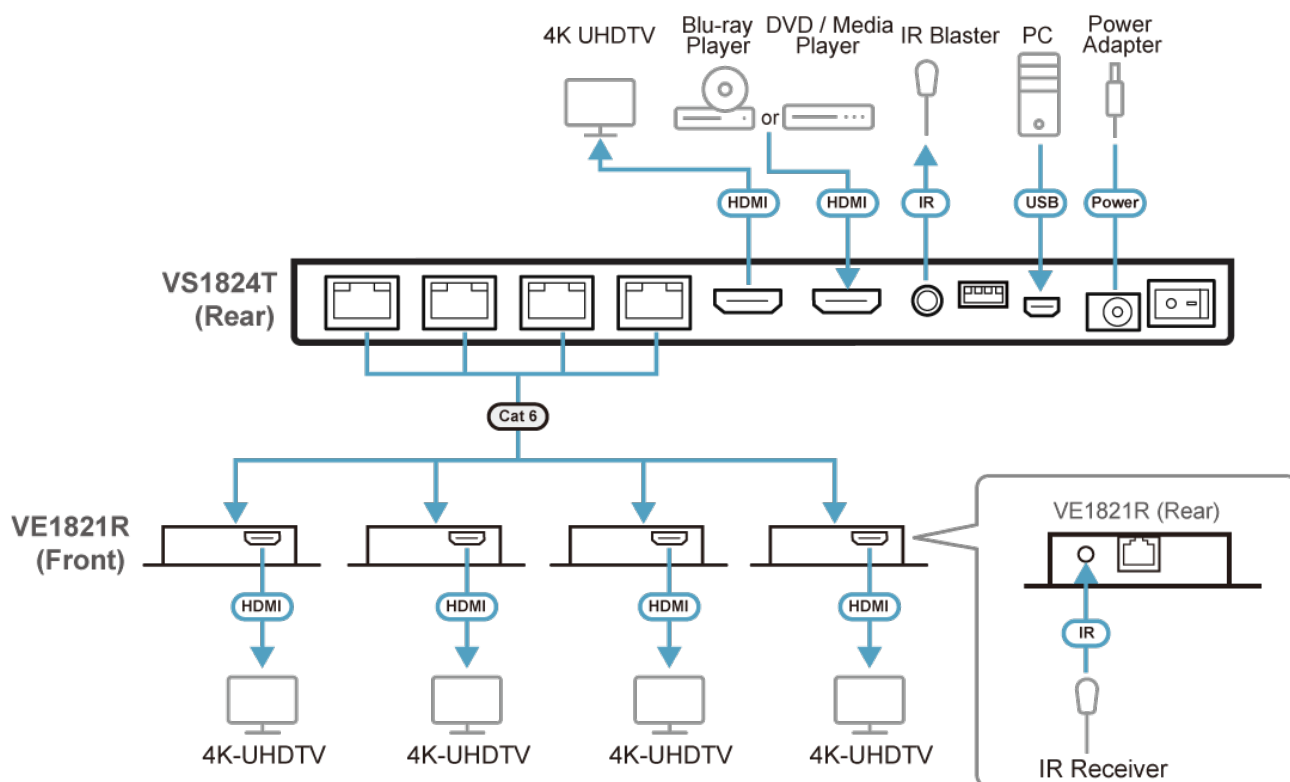 4K UHDTV
Blu-ray
Player
or
DVD / Media
Player
IR Blaster
PC
Power
Adapter
HDMI
HDMI
IR
USB
Power
VS1824T
(Rear)
Cat 6
VE1821R
(Front)
HDMI
HDMI
HDMI
HDMI
4K-UHDTV
4K-UHDTV
4K-UHDTV
4K-UHDTV
VE1821R (Rear)
IR
IR Receiver